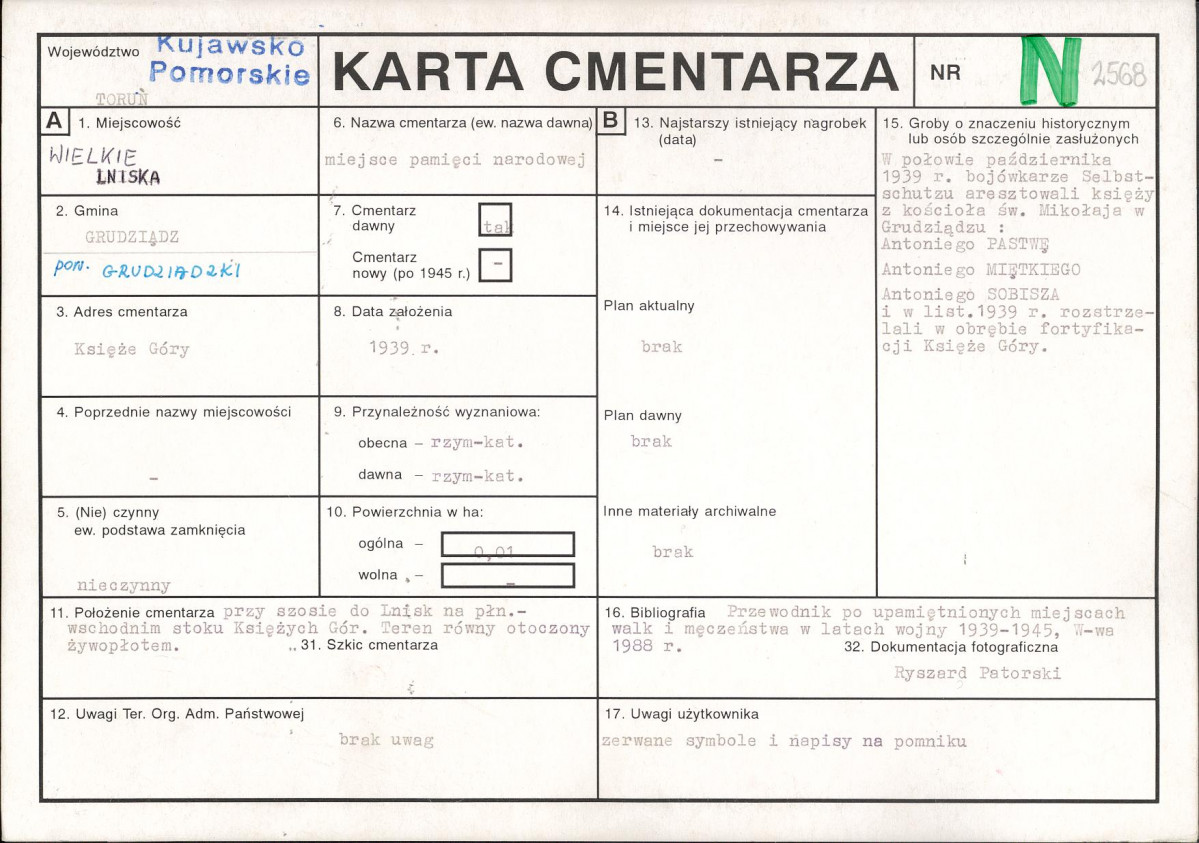 Województwo Kujawsko
Pomorskie
TORUŃ
KARTA CMENTARZA
NR N 2568
A 1. Miejscowość
WIELKIE
LNISKA
2. Gmina
GRUDZIĄDZ
pow. GRUDZIĄDZKI
3. Adres cmentarza
Księże Góry
4. Poprzednie nazwy miejscowości
–
5. (Nie) czynny
ew. podstawa zamknięcia
nieczynny
6. Nazwa cmentarza (ew. nazwa dawna)
miejsce pamięci narodowej
7. Cmentarz
dawny tak
Cmentarz
nowy (po 1945 r.) –
8. Data założenia
1939 r.
9. Przynależność wyznaniowa:
obecna – rzym-kat.
dawna – rzym-kat.
10. Powierzchnia w ha:
ogólna – 0,01
wolna – –
B 13. Najstarszy istniejący nagrobek
(data)
–
14. Istniejąca dokumentacja cmentarza
i miejsce jej przechowywania
Plan aktualny
brak
Plan dawny
brak
Inne materiały archiwalne
brak
15. Groby o znaczeniu historycznym
lub osób szczególnie zasłużonych
W połowie października
1939 r. bojówkarze Selbst-
schutzu aresztowali księży
z kościoła św. Mikołaja w
Grudziądzu :
Antoniego PASTWĘ
Antoniego MIĘTKIEGO
Antoniego SOBISZA
i w list.1939 r. rozstrze-
lali w obrębie fortyfika-
cji Księże Góry.
11. Położenie cmentarza przy szosie do Lnisk na płn.-
wschodnim stoku Księżych Gór. Teren równy otoczony
żywopłotem. 31. Szkic cmentarza
16. Bibliografia Przewodnik po upamiętnionych miejscach
walk i męczeństwa w latach wojny 1939-1945, W-wa
1988 r. 32. Dokumentacja fotograficzna
Ryszard Patorski
12. Uwagi Ter. Org. Adm. Państwowej
brak uwag
17. Uwagi użytkownika
zerwane symbole i napisy na pomniku